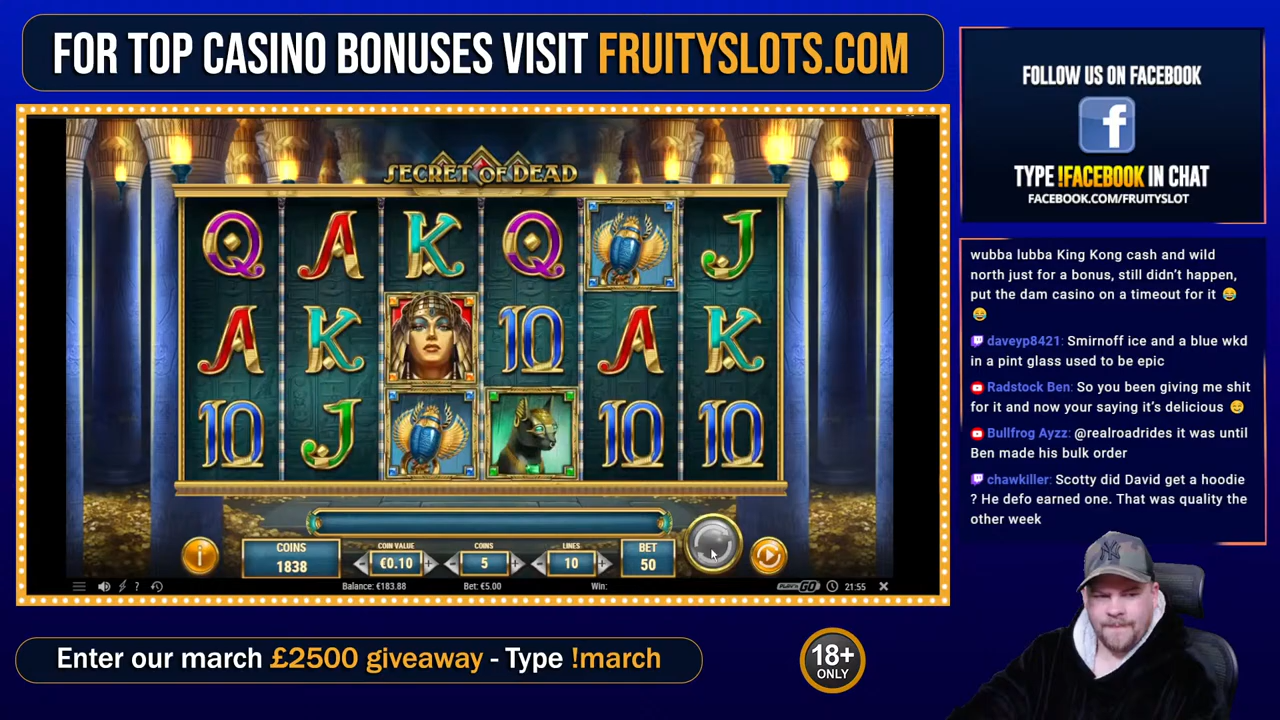 FOR TOP CASINO BONUSES VISIT FRUITYSLOTS.COM
FOLLOW US ON FACEBOOK
f
TYPE !FACEBOOK IN CHAT
FACEBOOK.COM/FRUITYSLOT
SECRET OF DEAD
Q A K Q J
A K 10 A K
10 J 10 10
COINS
1838
COIN VALUE
€0.10
COINS
5
LINES
10
BET
50
Balance: €183.88
Bet: €5.00
Win:
PLAY'N GO
21:55
wubba lubba King Kong cash and wild
north just for a bonus, still didn't happen,
put the dam casino on a timeout for it 😂
😂
daveyp8421: Smirnoff ice and a blue wkd
in a pint glass used to be epic
Radstock Ben: So you been giving me shit
for it and now your saying it's delicious 😊
Bullfrog Ayzz: @realroadrides it was until
Ben made his bulk order
chawkiller: Scotty did David get a hoodie
? He defo earned one. That was quality the
other week
Enter our march £2500 giveaway - Type !march
18+
ONLY